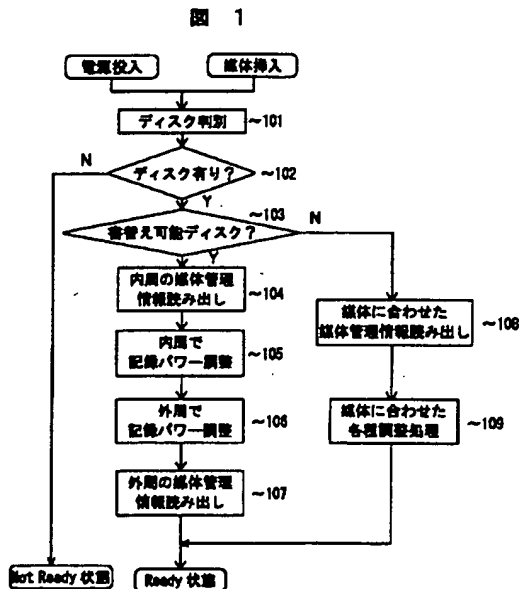 図 1
電源投入
媒体挿入
ディスク判別
~101
ディスク有り?
~102
N
Y
~103
書替え可能ディスク?
N
Y
内周の媒体管理
情報読み出し
~104
内周で
記録パワー調整
~105
外周で
記録パワー調整
~106
外周の媒体管理
情報読み出し
~107
媒体に合わせた
媒体管理情報読み出し
~108
媒体に合わせた
各種調整処理
~109
Not Ready 状態
Ready 状態